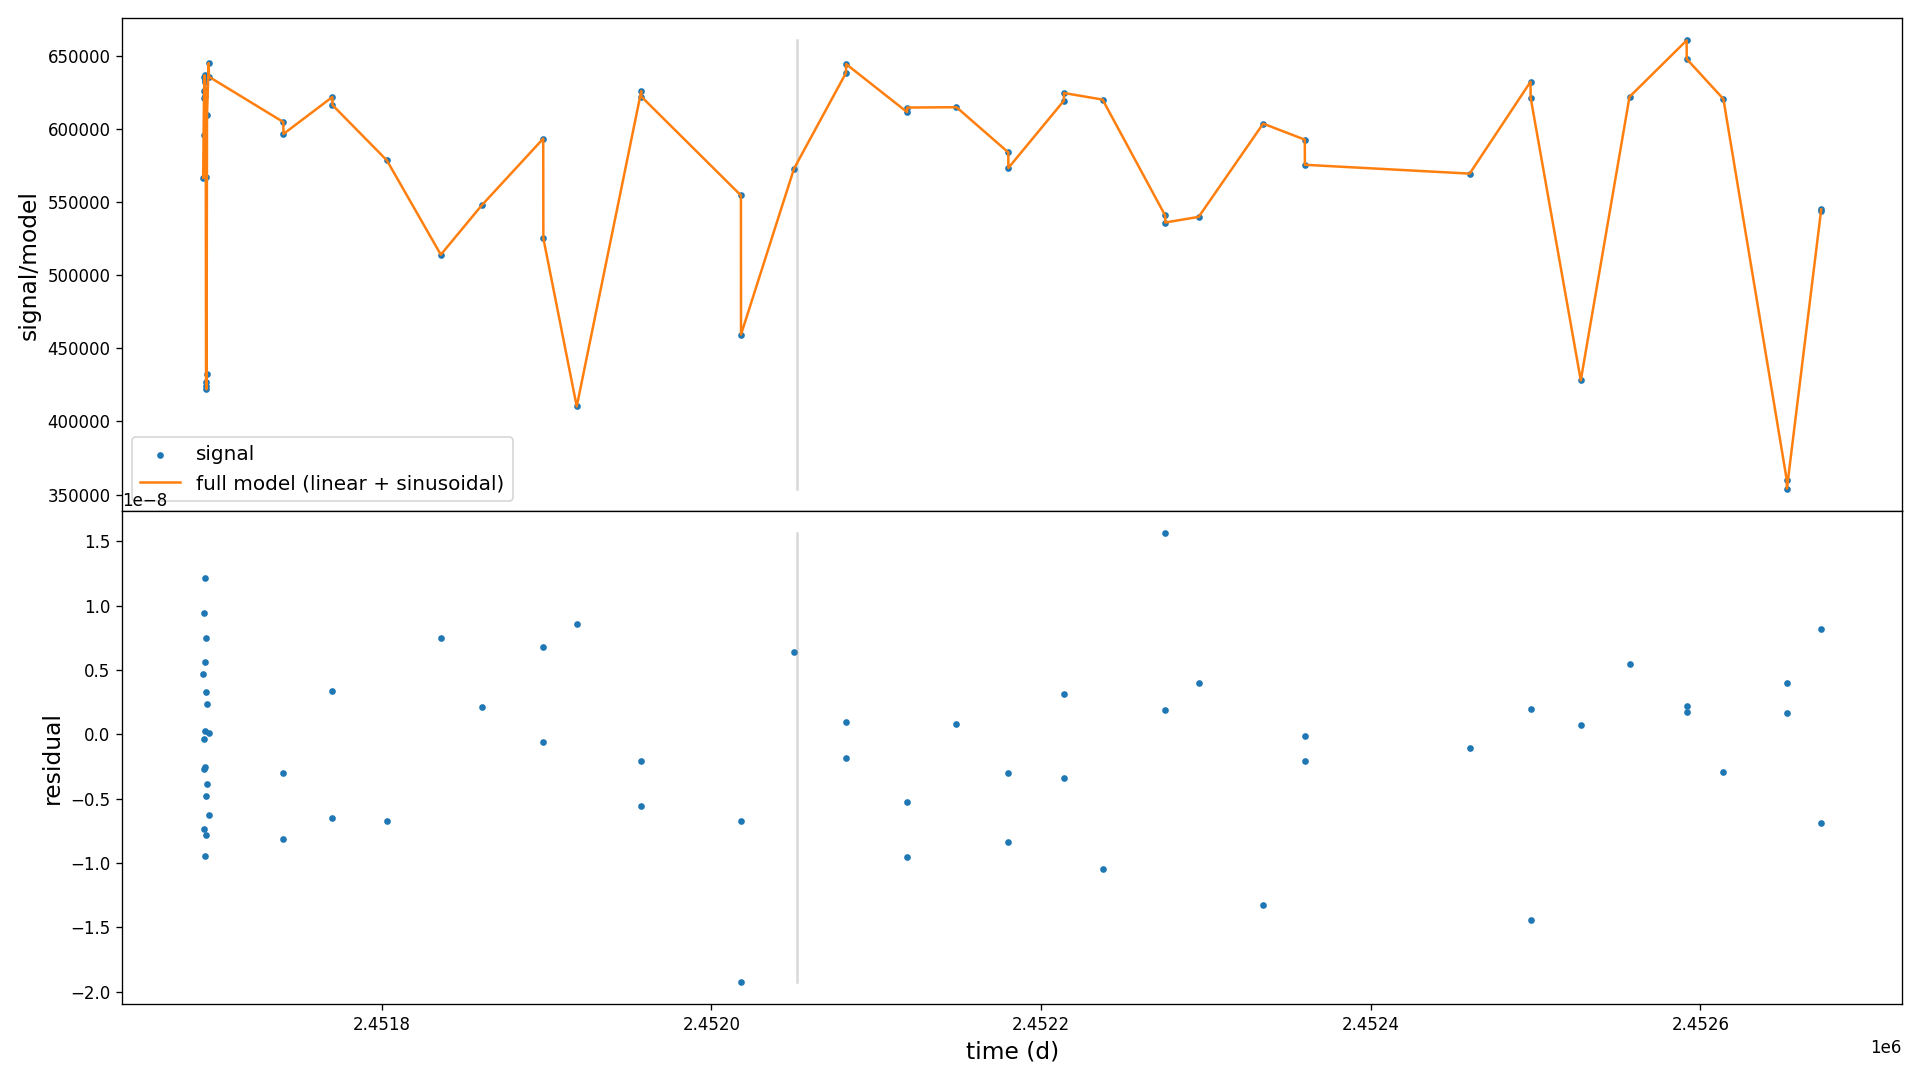 650000
600000
550000
500000
450000
400000
350000
signal/model
signal
full model (linear + sinusoidal)
1e−8
1.5
1.0
0.5
0.0
−0.5
−1.0
−1.5
−2.0
residual
2.4518
2.4520
2.4522
2.4524
2.4526
1e6
time (d)